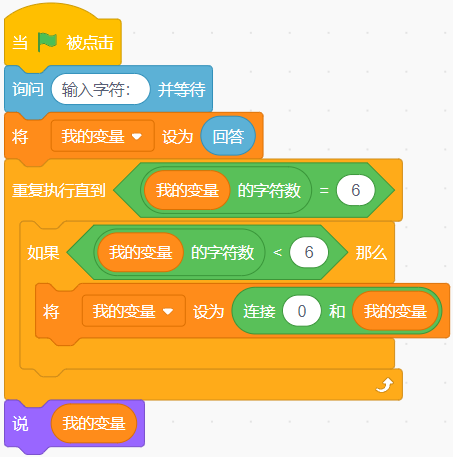 当 被点击
询问 输入字符： 并等待
将 我的变量 设为 回答
重复执行直到 我的变量 的字符数 = 6
如果 我的变量 的字符数 < 6 那么
将 我的变量 设为 连接 0 和 我的变量
说 我的变量